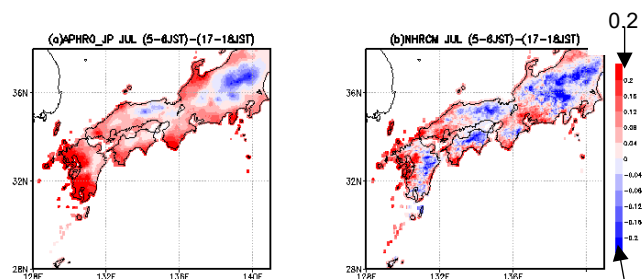 0.2
(a)APHRO_JP JUL (5-6JST)-(17-18JST)
(b)NHRCM JUL (5-6JST)-(17-18JST)
36N
32N
28N
128E 132E 136E 140E
36N
32N
28N
128E 136E
0.2
0.16
0.12
0.08
0.04
0
-0.04
-0.08
-0.12
-0.16
-0.2